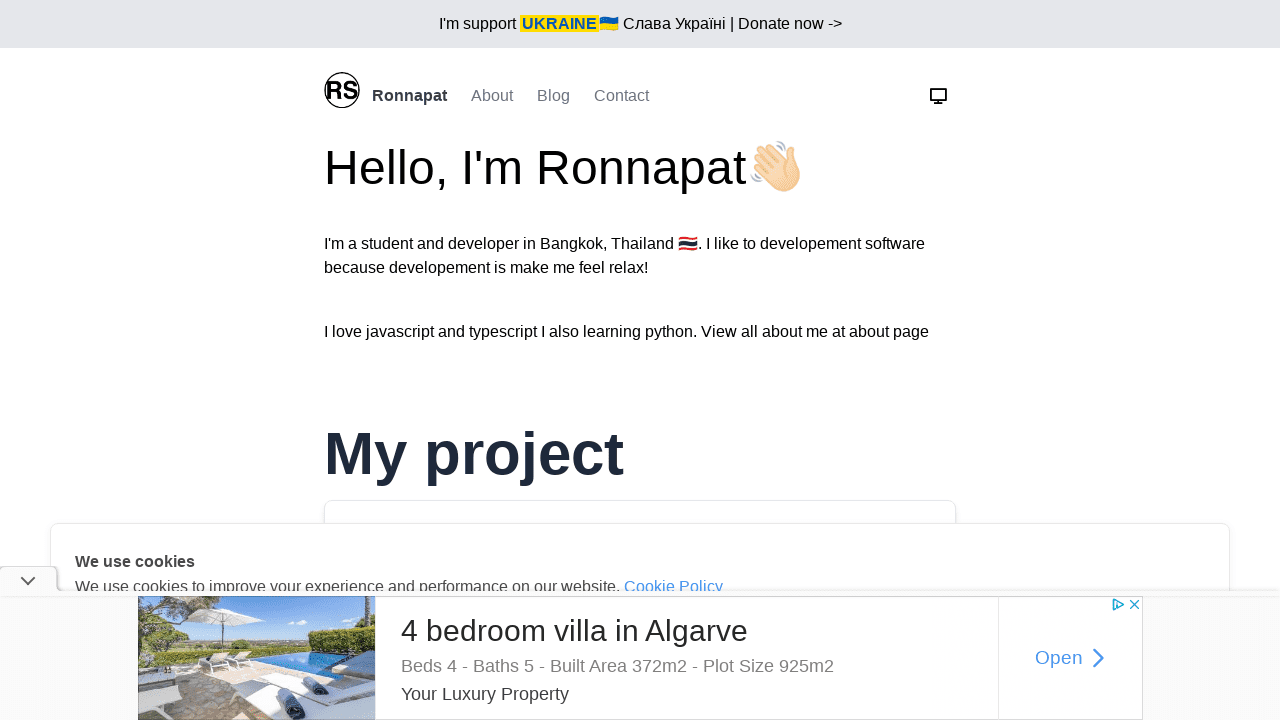 I'm support UKRAINE🇺🇦 Слава Україні | Donate now ->
RS
Ronnapat About Blog Contact
Hello, I'm Ronnapat👋🏻
I'm a student and developer in Bangkok, Thailand 🇹🇭. I like to developement software
because developement is make me feel relax!
I love javascript and typescript I also learning python. View all about me at about page
My project
We use cookies
We use cookies to improve your experience and performance on our website. Cookie Policy
4 bedroom villa in Algarve
Beds 4 - Baths 5 - Built Area 372m2 - Plot Size 925m2
Your Luxury Property
Open